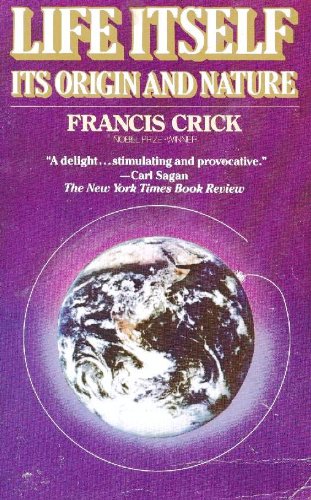 LIFE ITSELF
ITS ORIGIN AND NATURE
FRANCIS CRICK
NOBEL PRIZE-WINNER
"A delight...stimulating and provocative."
—Carl Sagan
The New York Times Book Review